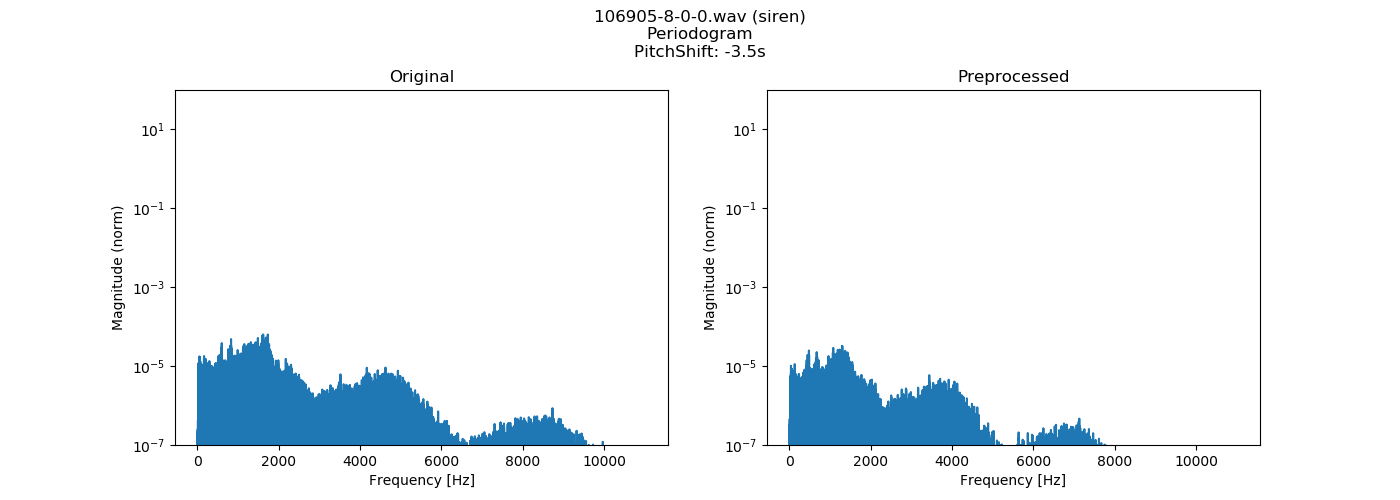 106905-8-0-0.wav (siren)
Periodogram
PitchShift: -3.5s
Original
Magnitude (norm)
10¹
10⁻¹
10⁻³
10⁻⁵
10⁻⁷
0 2000 4000 6000 8000 10000
Frequency [Hz]
Preprocessed
Magnitude (norm)
10¹
10⁻¹
10⁻³
10⁻⁵
10⁻⁷
0 2000 4000 6000 8000 10000
Frequency [Hz]